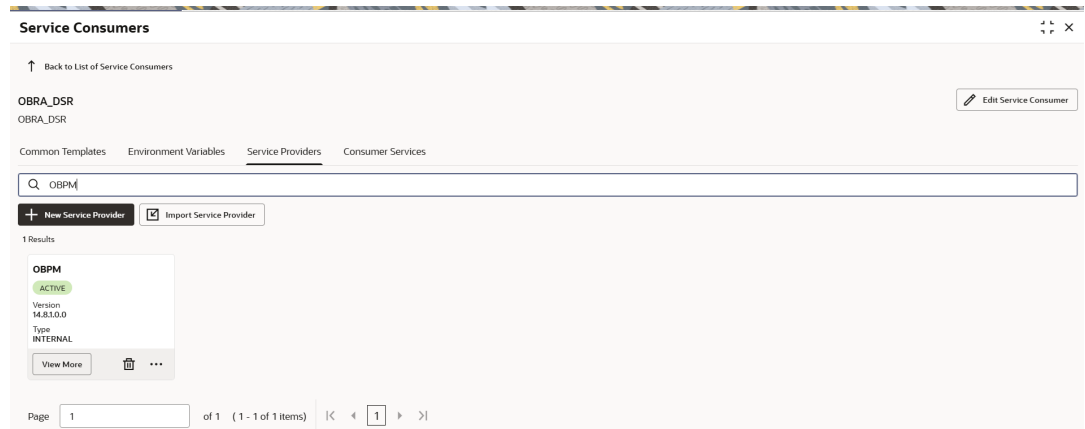 Service Consumers
Back to List of Service Consumers
OBRA_DSR
Edit Service Consumer
OBRA_DSR
Common Templates Environment Variables Service Providers Consumer Services
OBPM
New Service Provider Import Service Provider
1 Results
OBPM
ACTIVE
Version
14.8.1.0.0
Type
INTERNAL
View More
Page 1 of 1 (1 - 1 of 1 items) 1